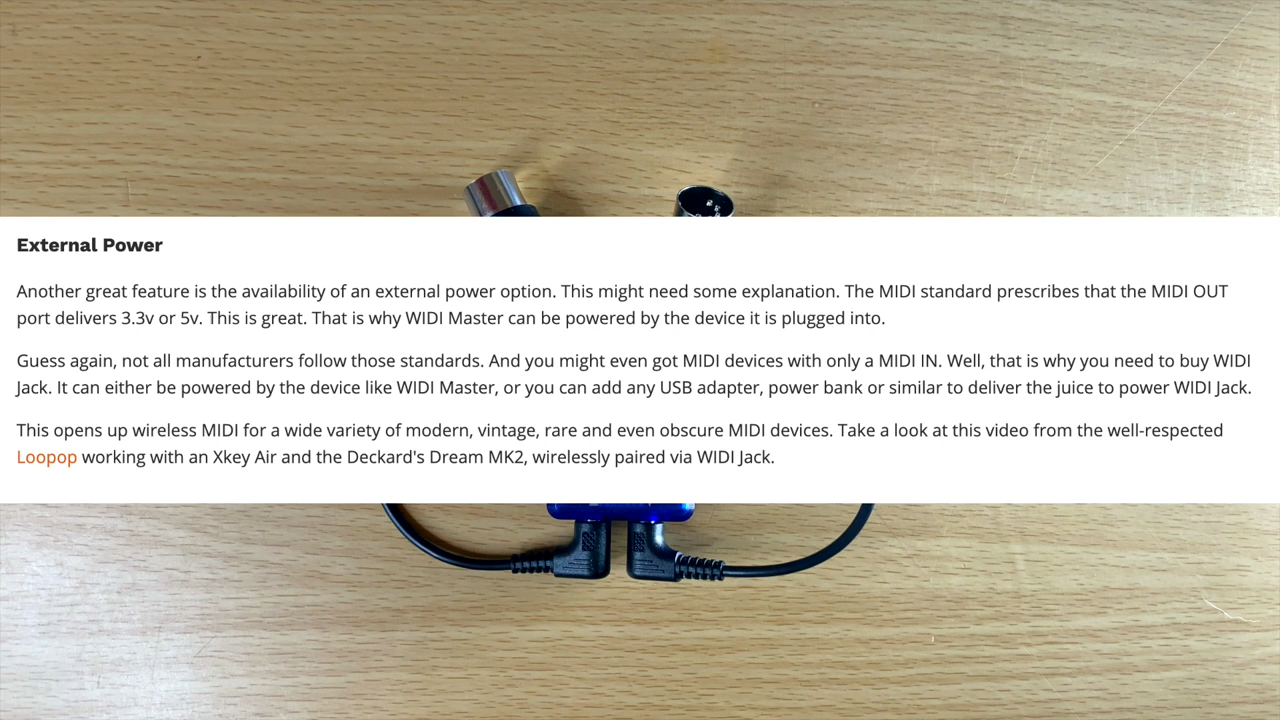 External Power
Another great feature is the availability of an external power option. This might need some explanation. The MIDI standard prescribes that the MIDI OUT
port delivers 3.3v or 5v. This is great. That is why WIDI Master can be powered by the device it is plugged into.
Guess again, not all manufacturers follow those standards. And you might even got MIDI devices with only a MIDI IN. Well, that is why you need to buy WIDI
Jack. It can either be powered by the device like WIDI Master, or you can add any USB adapter, power bank or similar to deliver the juice to power WIDI Jack.
This opens up wireless MIDI for a wide variety of modern, vintage, rare and even obscure MIDI devices. Take a look at this video from the well-respected
Loopop working with an Xkey Air and the Deckard's Dream MK2, wirelessly paired via WIDI Jack.